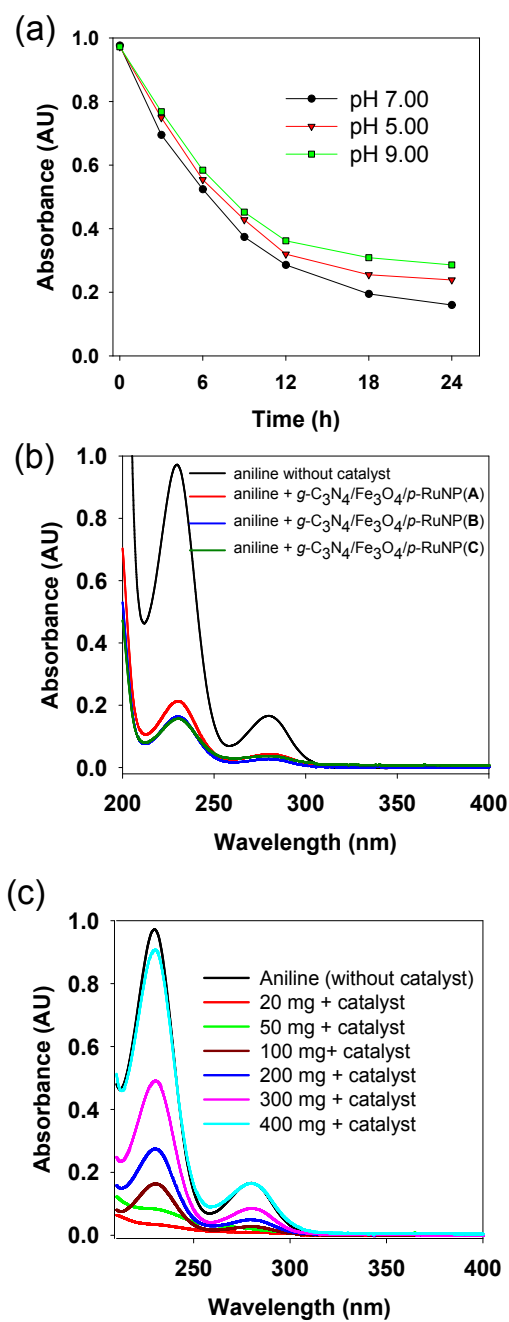 (a)
Absorbance (AU)
1.0
0.8
0.6
0.4
0.2
0.0
pH 7.00
pH 5.00
pH 9.00
0 6 12 18 24
Time (h)
(b)
Absorbance (AU)
1.0
0.8
0.6
0.4
0.2
0.0
aniline without catalyst
aniline + g-C₃N₄/Fe₃O₄/p-RuNP(A)
aniline + g-C₃N₄/Fe₃O₄/p-RuNP(B)
aniline + g-C₃N₄/Fe₃O₄/p-RuNP(C)
200 250 300 350 400
Wavelength (nm)
(c)
Absorbance (AU)
1.0
0.8
0.6
0.4
0.2
0.0
Aniline (without catalyst)
20 mg + catalyst
50 mg + catalyst
100 mg+ catalyst
200 mg + catalyst
300 mg + catalyst
400 mg + catalyst
250 300 350 400
Wavelength (nm)